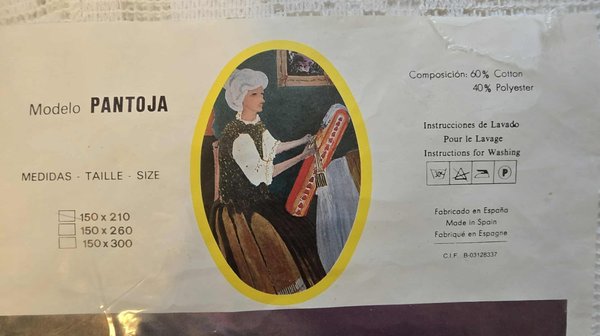 Modelo PANTOJA
MEDIDAS - TAILLE - SIZE
150 x 210
150 x 260
150 x 300
Composición: 60% Cotton
40% Polyester
Instrucciones de Lavado
Pour le Lavage
Instructions for Washing
P
Fabricado en España
Made in Spain
Fabriqué en Espagne
C.I.F. B-03128337